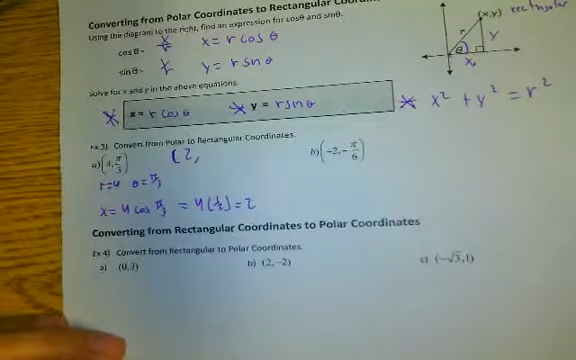 Converting from Polar Coordinates to Rectangular
Using the diagram to the right, find an expression for cosθ and sinθ.
(x,y) rectangular
r
y
θ
x
cos θ= x/r x = r cos θ
sin θ= y/r y = r sin θ
Solve for x and y in the above equations.
* x = r cos θ * y = r sin θ * x² + y² = r²
Ex 3) Convert from Polar to Rectangular Coordinates.
a) (4, π/3) (2, b) (-2, -π/6)
r=4 θ=π/3
x = 4 cos π/3 = 4(1/2) = 2
Converting from Rectangular Coordinates to Polar Coordinates
Ex 4) Convert from Rectangular to Polar Coordinates.
a) (0,3) b) (2,-2) c) (-√3,1)